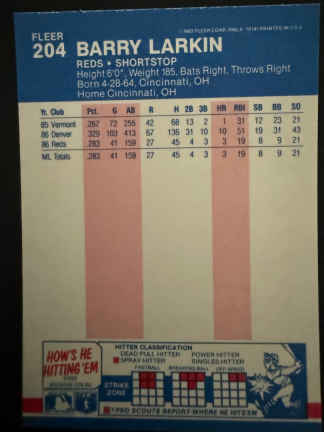 FLEER
204 BARRY LARKIN
REDS • SHORTSTOP
Height 6'0", Weight 185, Bats Right, Throws Right
Born 4-28-64, Cincinnati, OH
Home Cincinnati, OH
Yr. Club Pct. G AB R H 2B 3B HR RBI SB BB SO
85 Vermont .267 72 255 42 68 13 2 1 31 12 23 21
86 Denver .329 103 413 67 136 31 10 10 51 19 31 43
86 Reds .283 41 159 27 45 4 3 3 19 8 9 21
ML Totals .283 41 159 27 45 4 3 3 19 8 9 21
HOW'S HE
HITTING 'EM
HITTER CLASSIFICATION
DEAD PULL HITTER POWER HITTER
SPRAY HITTER SINGLES HITTER
FASTBALL BREAKING BALL OFF-SPEED
STRIKE
ZONE
PRO SCOUTS REPORT WHERE HE HITS 'EM